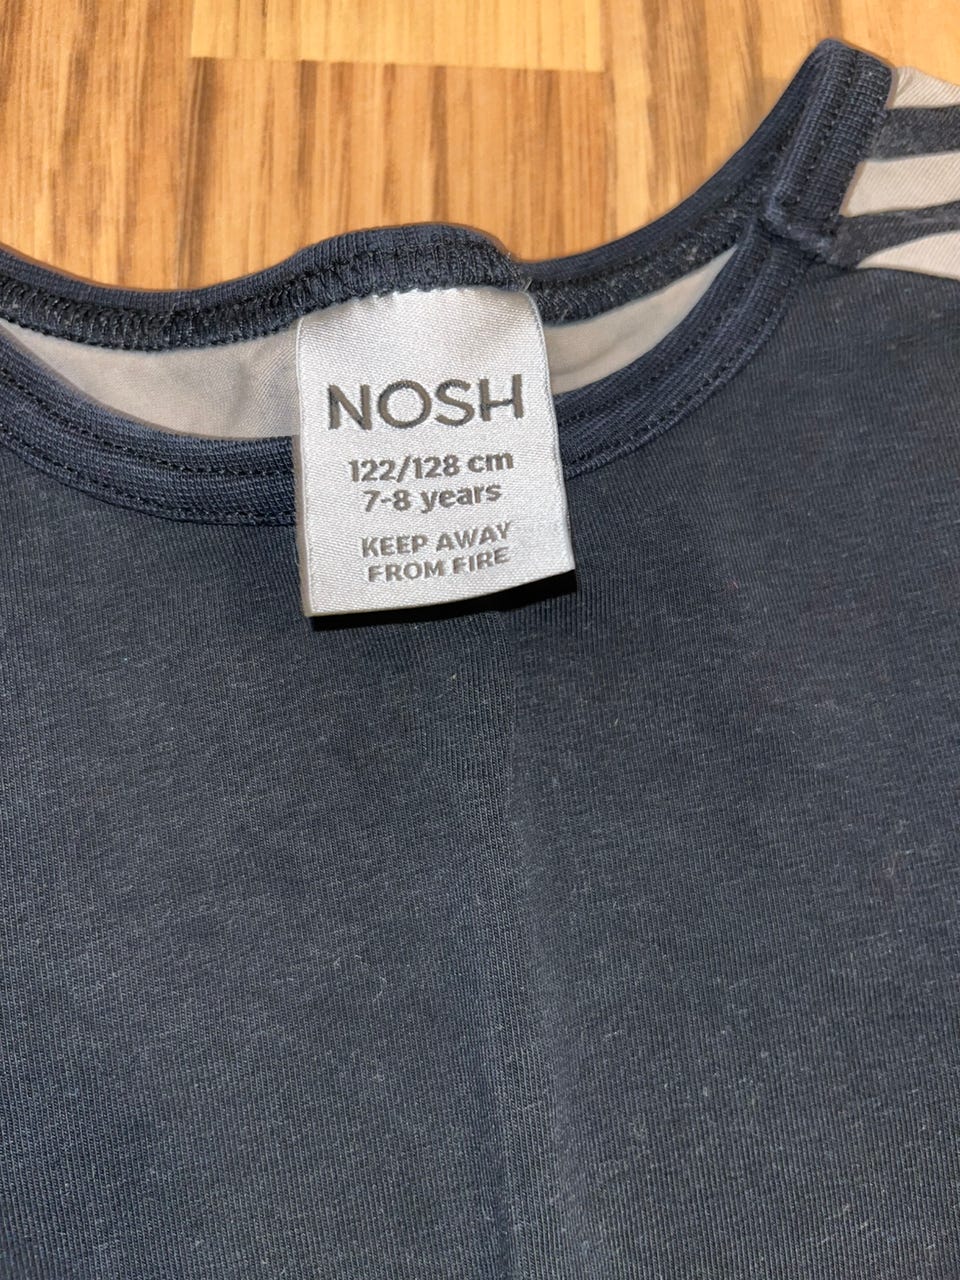 NOSH
122/128 cm
7-8 years
KEEP AWAY
FROM FIRE